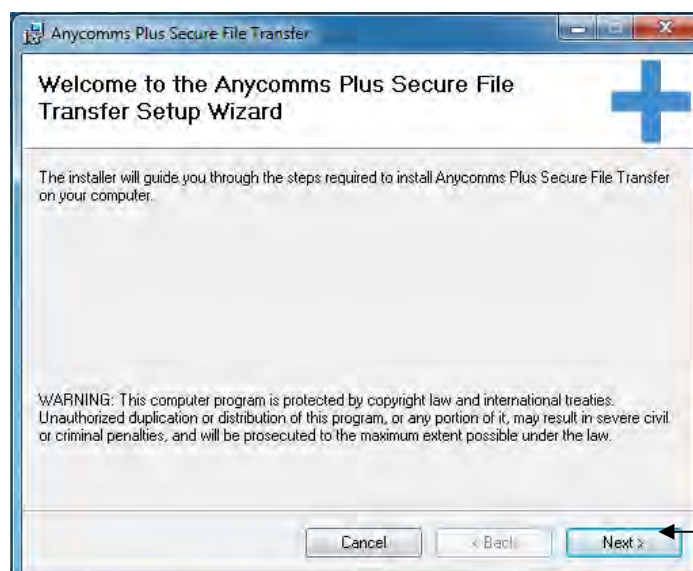 Anycomms Plus Secure File Transfer
Welcome to the Anycomms Plus Secure File
Transfer Setup Wizard
The installer will guide you through the steps required to install Anycomms Plus Secure File Transfer
on your computer.
WARNING: This computer program is protected by copyright law and international treaties.
Unauthorized duplication or distribution of this program, or any portion of it, may result in severe civil
or criminal penalties, and will be prosecuted to the maximum extent possible under the law.
Cancel
< Back
Next >